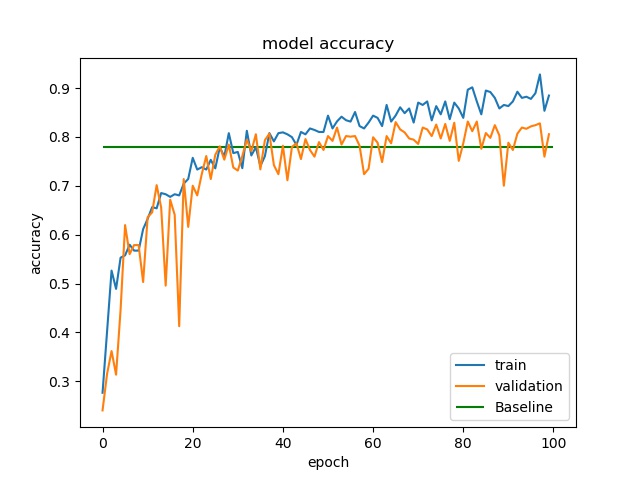 model accuracy
accuracy
0.9
0.8
0.7
0.6
0.5
0.4
0.3
0 20 40 60 80 100
epoch
train
validation
Baseline